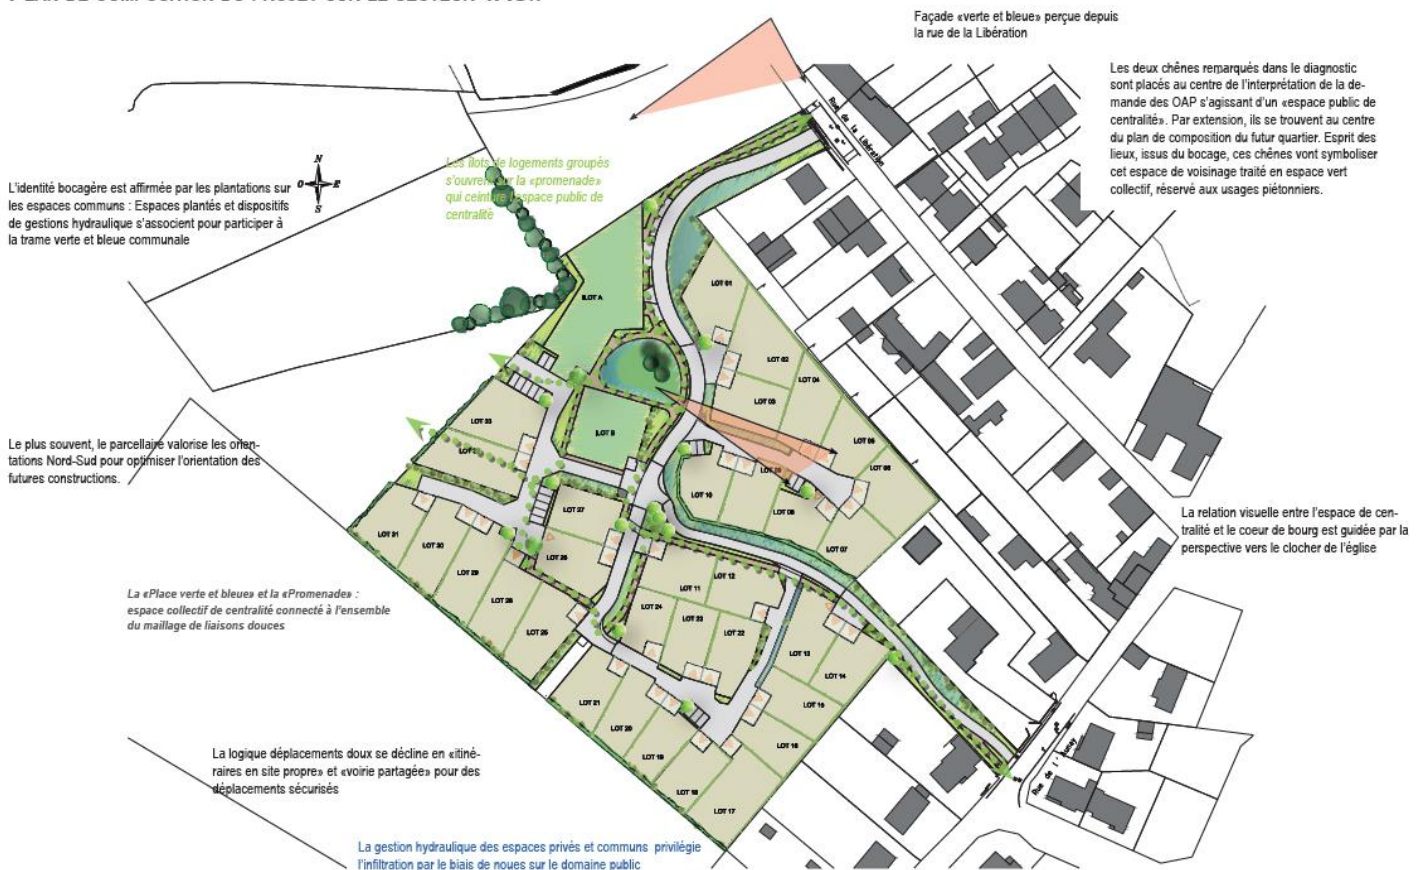 Façade «verte et bleue» perçue depuis
la rue de la Libération
Les deux chênes remarqués dans le diagnostic
sont placés au centre de l'interprétation de la de-
mande des OAP s'agissant d'un «espace public de
centralité». Par extension, ils se trouvent au centre
du plan de composition du futur quartier. Esprit des
lieux, issus du bocage, ces chênes vont symboliser
cet espace de voisinage traité en espace vert
collectif, réservé aux usages piétonniers.
Rue de la Libération
Les îlots de logements groupés
s'ouvrent sur la «promenade»
qui ceinture l'espace public de
centralité
N
O E
S
L'identité bocagère est affirmée par les plantations sur
les espaces communs : Espaces plantés et dispositifs
de gestions hydraulique s'associent pour participer à
la trame verte et bleue communale
ILOT A
LOT 01
LOT 02
LOT 04
LOT 03
LOT 05
LOT 06
LOT 33
ILOT B
Le plus souvent, le parcellaire valorise les orien-
tations Nord-Sud pour optimiser l'orientation des
futures constructions.
LOT 10
LOT 08
LOT 07
LOT 27
LOT 26
LOT 31
LOT 30
LOT 29
LOT 28
LOT 25
La relation visuelle entre l'espace de cen-
tralité et le coeur de bourg est guidée par la
perspective vers le clocher de l'église
La «Place verte et bleue» et la «Promenade» :
espace collectif de centralité connecté à l'ensemble
du maillage de liaisons douces
LOT 12
LOT 11
LOT 24
LOT 23
LOT 22
LOT 13
LOT 14
LOT 15
LOT 16
LOT 21
LOT 20
LOT 19
LOT 18
LOT 17
Rue de l'Aunay
La logique déplacements doux se décline en «itiné-
raires en site propre» et «voirie partagée» pour des
déplacements sécurisés
La gestion hydraulique des espaces privés et communs privilégie
l'infiltration par le biais de noues sur le domaine public